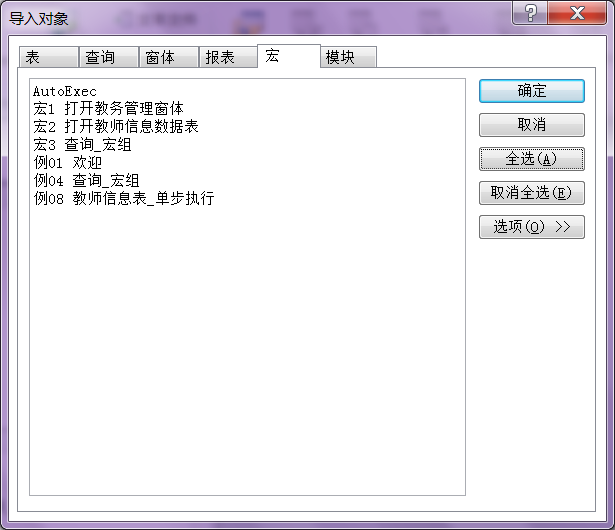 导入对象
表 查询 窗体 报表 宏 模块
AutoExec
宏1 打开教务管理窗体
宏2 打开教师信息数据表
宏3 查询_宏组
例01 欢迎
例04 查询_宏组
例08 教师信息表_单步执行
确定
取消
全选(A)
取消全选(E)
选项(O) >>